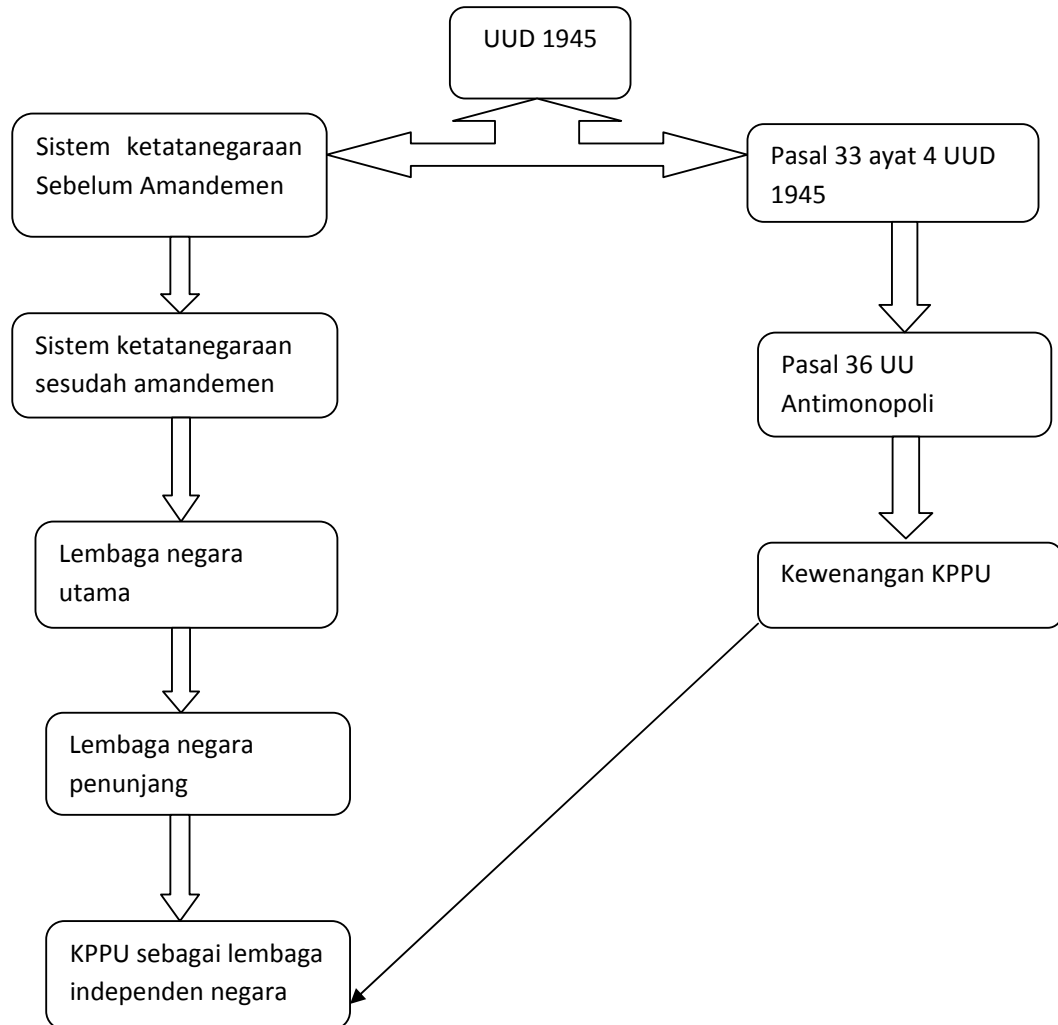 UUD 1945
Sistem ketatanegaraan
Sebelum Amandemen
Pasal 33 ayat 4 UUD
1945
Sistem ketatanegaraan
sesudah amandemen
Pasal 36 UU
Antimonopoli
Lembaga negara
utama
Kewenangan KPPU
Lembaga negara
penunjang
KPPU sebagai lembaga
independen negara